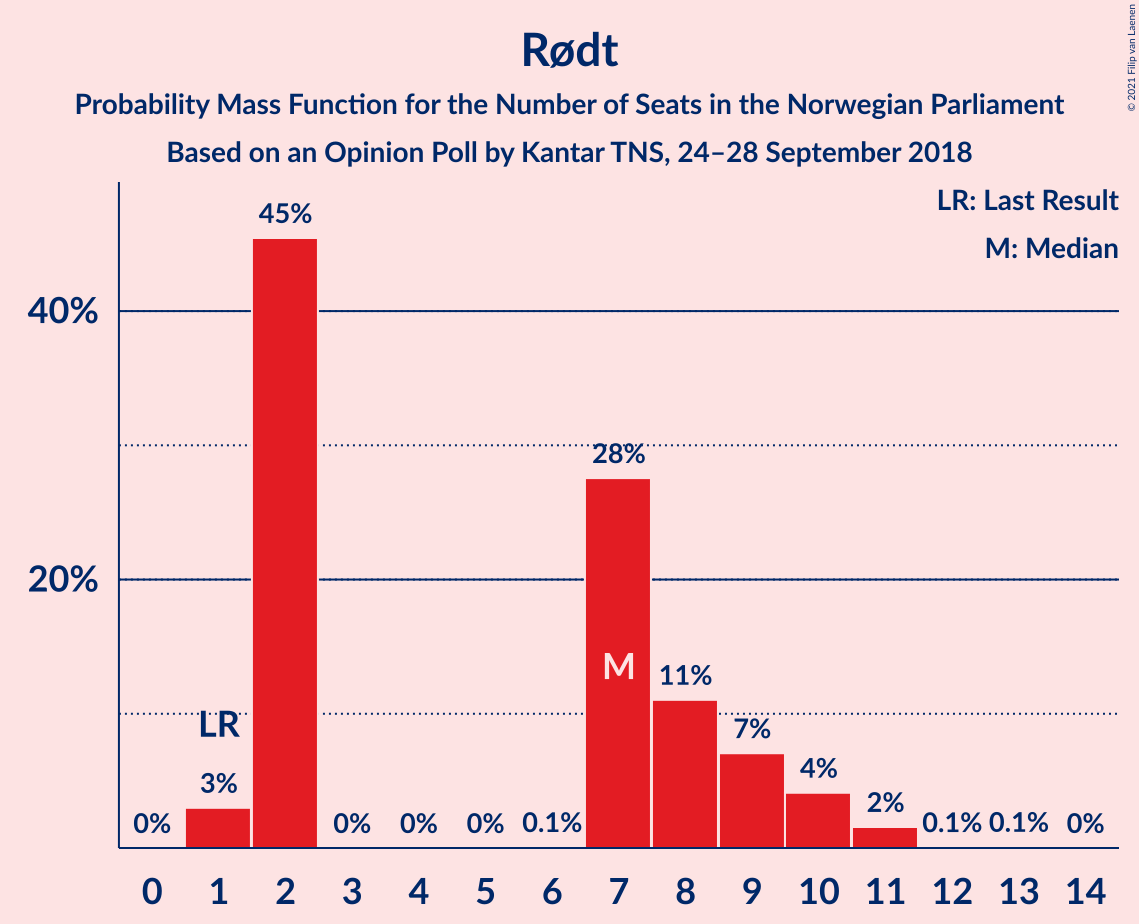 Rødt
Probability Mass Function for the Number of Seats in the Norwegian Parliament
Based on an Opinion Poll by Kantar TNS, 24–28 September 2018
© 2021 Filip van Laenen
LR: Last Result
M: Median
40%
20%
0%
LR
3%
45%
0%
0%
0%
0.1%
28%
M
11%
7%
4%
2%
0.1%
0.1%
0%
0 1 2 3 4 5 6 7 8 9 10 11 12 13 14